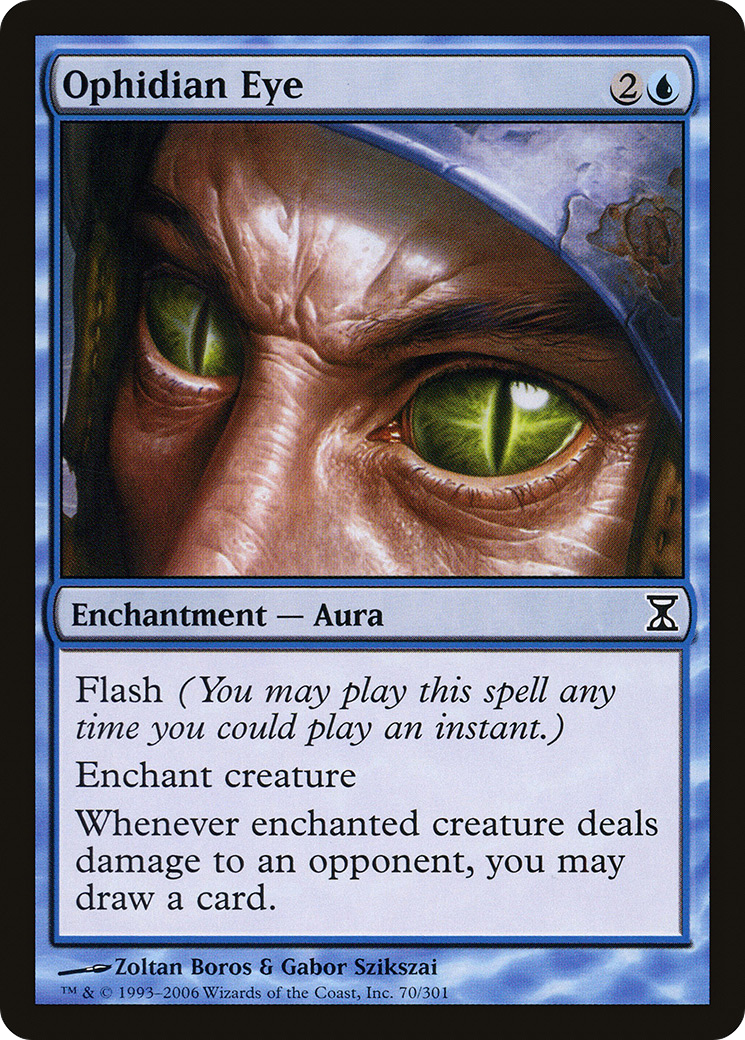 Ophidian Eye 2
Enchantment — Aura
Flash (You may play this spell any
time you could play an instant.)
Enchant creature
Whenever enchanted creature deals
damage to an opponent, you may
draw a card.
Zoltan Boros & Gabor Szikszai
™ & © 1993–2006 Wizards of the Coast, Inc. 70/301